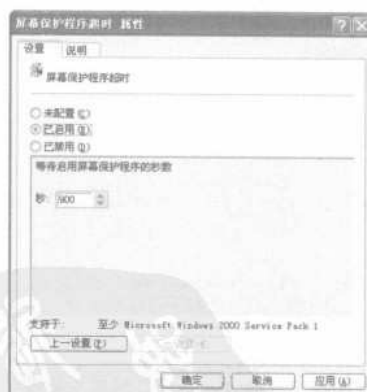 屏幕保护程序超时 属性
设置 说明
屏幕保护程序超时
未配置(C)
已启用(E)
已禁用(D)
等待启用屏幕保护程序的秒数
秒: 900
支持于: 至少 Microsoft Windows 2000 Service Pack 1
上一设置(P)
确定 取消 应用(A)